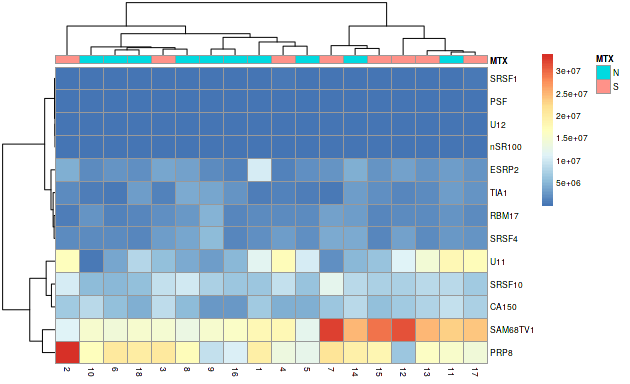 MTX
SRSF1
PSF
U12
nSR100
ESRP2
TIA1
RBM17
SRSF4
U11
SRSF10
CA150
SAM68TV1
PRP8
2 10 6 18 3 8 9 16 1 4 5 7 14 15 12 13 11 17
3e+07
2.5e+07
2e+07
1.5e+07
1e+07
5e+06
MTX
N
S